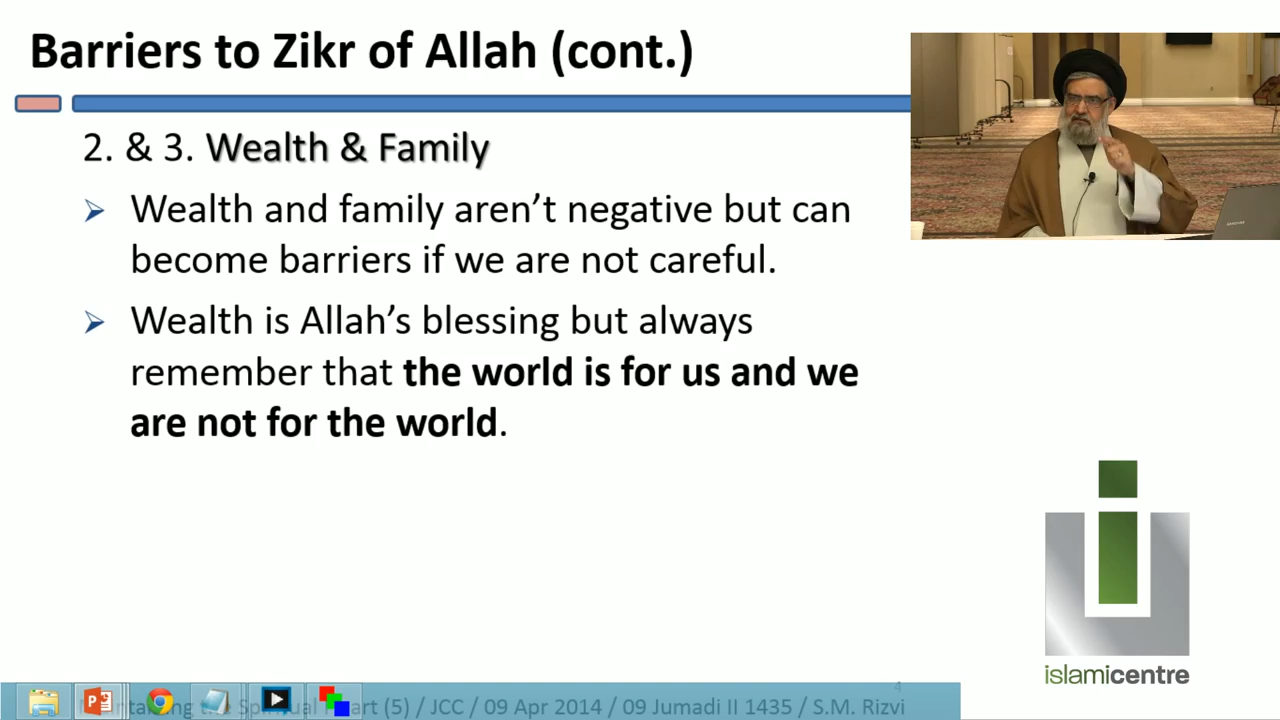 Barriers to Zikr of Allah (cont.)
2. & 3. Wealth & Family
Wealth and family aren't negative but can
become barriers if we are not careful.
Wealth is Allah's blessing but always
remember that the world is for us and we
are not for the world.
islamicentre
4
(5) / JCC / 09 Apr 2014 / 09 Jumadi II 1435 / S.M. Rizvi